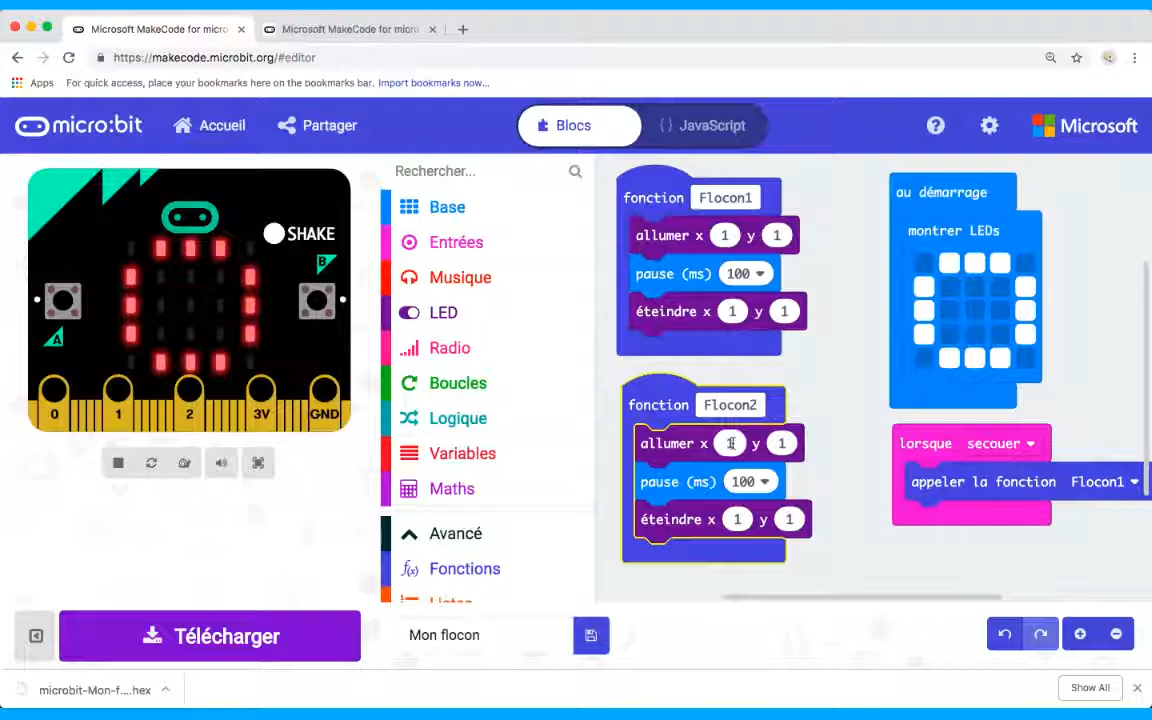 Microsoft MakeCode for micro
Microsoft MakeCode for micro
https://makecode.microbit.org/#editor
Apps For quick access, place your bookmarks here on the bookmarks bar. Import bookmarks now...
micro:bit Accueil Partager Blocs {} JavaScript ? Microsoft
SHAKE
B
A
0 1 2 3V GND
Rechercher...
Base
Entrées
Musique
LED
Radio
Boucles
Logique
Variables
Maths
Avancé
f(x) Fonctions
fonction Flocon1
allumer x 1 y 1
pause (ms) 100
éteindre x 1 y 1
fonction Flocon2
allumer x 1 y 1
pause (ms) 100
éteindre x 1 y 1
au démarrage
montrer LEDs
lorsque secouer
appeler la fonction Flocon1
Télécharger
Mon flocon
microbit-Mon-f....hex
Show All